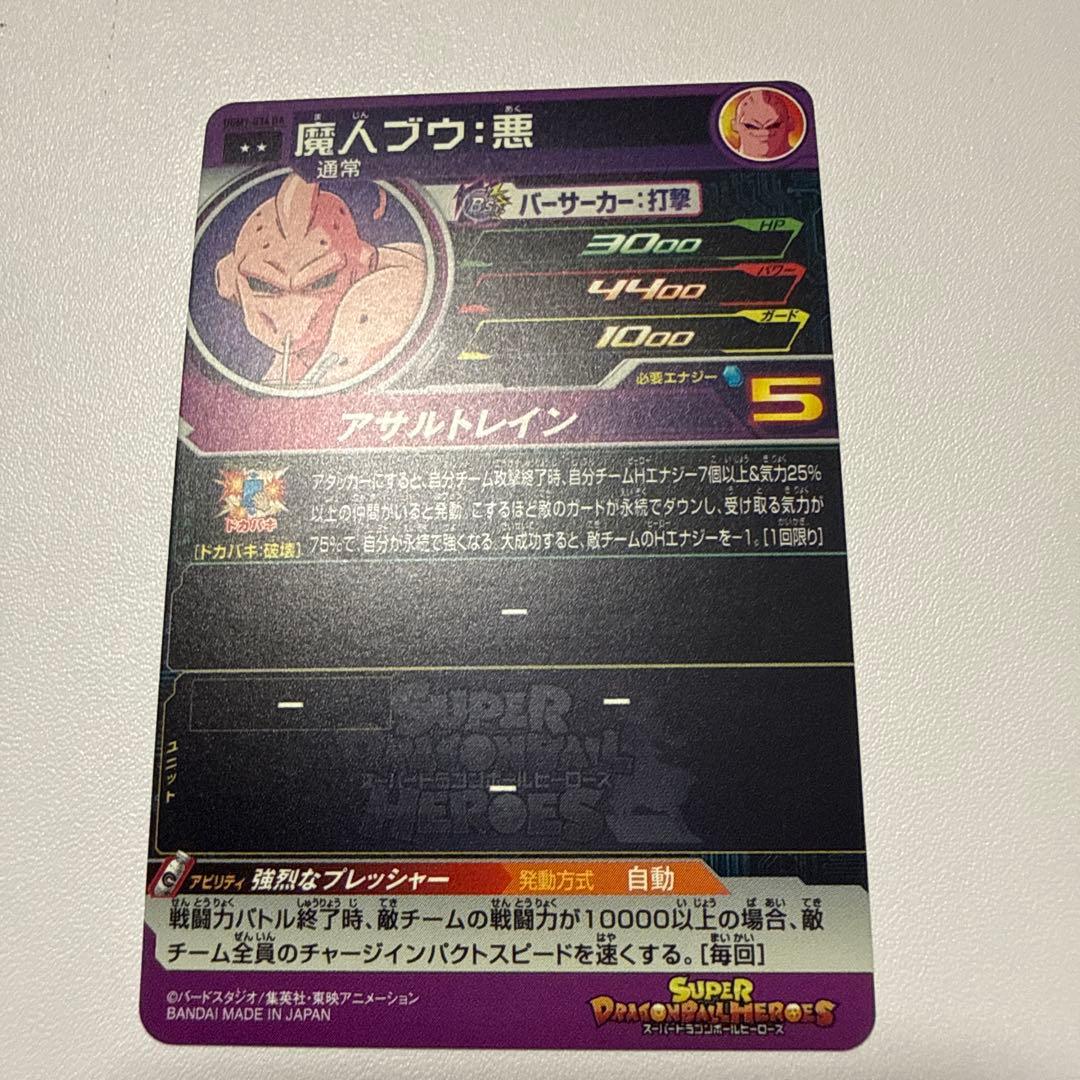 ★★
魔人ブウ:悪
ま じん あく
通常
BS
バーサーカー:打撃
HP
3000
パワー
4400
ガード
1000
必要エナジー
5
アサルトレイン
アタッカーにすると、自分チーム攻撃終了時、自分チームHエナジー7個以上&気力25%
以上の仲間がいると発動。こするほど敵のガードが永続でダウンし、受け取る気力が
75%で、自分が永続で強くなる。大成功すると、敵チームのHエナジーを-1。[1回限り]
ドカバキ
[ドカバキ:破壊]
ー
ー
ー
ー
ユニット
SUPER
DRAGONBALL
スーパードラゴンボールヒーローズ
HEROES
アビリティ 強烈なプレッシャー 発動方式 自動
戦闘力バトル終了時、敵チームの戦闘力が10000以上の場合、敵
チーム全員のチャージインパクトスピードを速くする。[毎回]
©バードスタジオ/集英社・東映アニメーション
BANDAI MADE IN JAPAN
SUPER
DRAGONBALL HEROES
スーパードラゴンボールヒーローズ